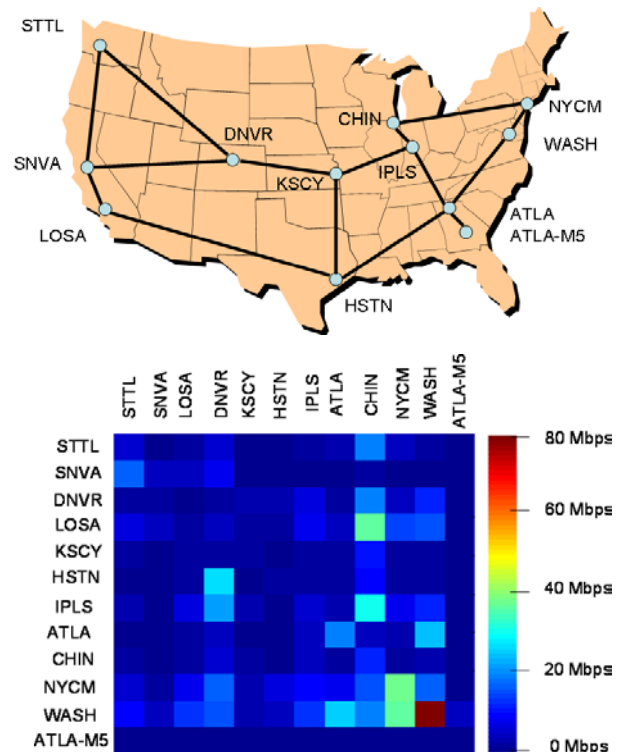 STTL
NYCM
CHIN
DNVR
WASH
SNVA
IPLS
KSCY
ATLA
LOSA
ATLA-M5
HSTN
STTL
SNVA
LOSA
DNVR
KSCY
HSTN
IPLS
ATLA
CHIN
NYCM
WASH
ATLA-M5
STTL
80 Mbps
SNVA
DNVR
60 Mbps
LOSA
KSCY
HSTN
40 Mbps
IPLS
ATLA
20 Mbps
CHIN
NYCM
WASH
0 Mbps
ATLA-M5